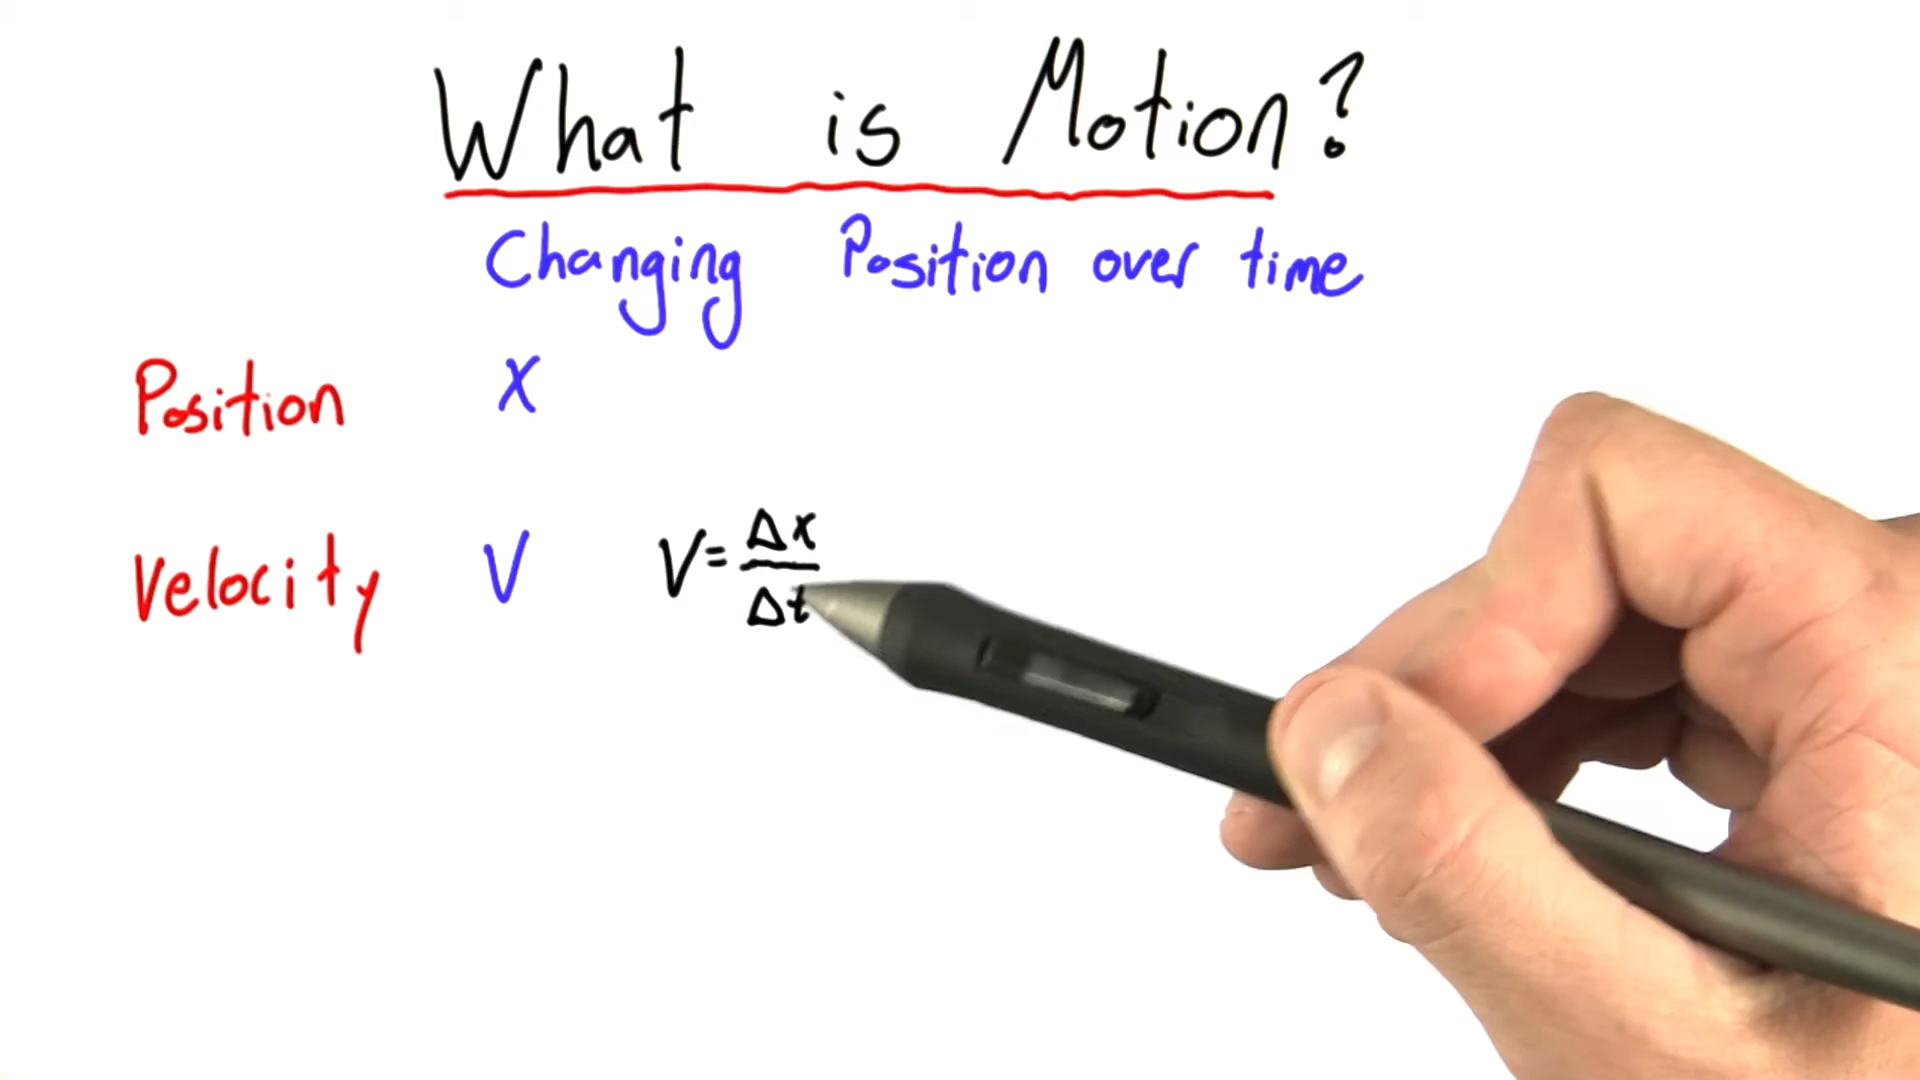 What is Motion?
Changing Position over time
Position x
Velocity V V = Δx / Δt